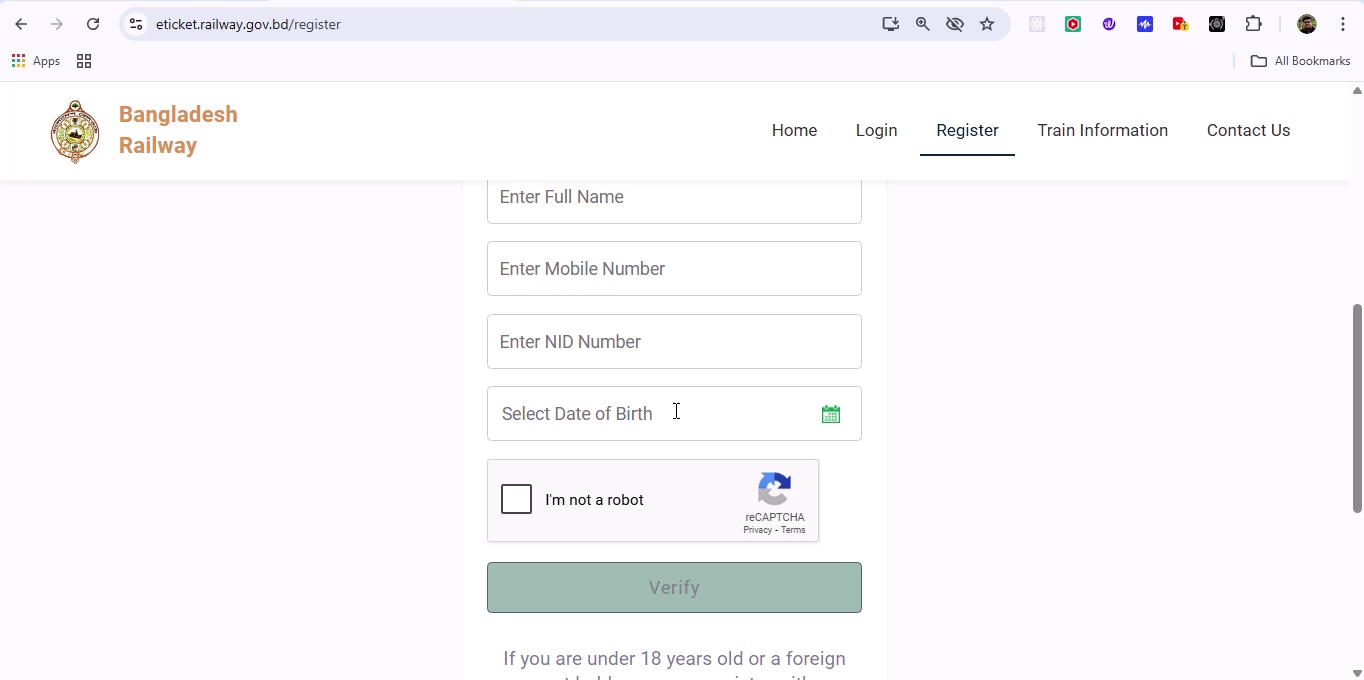 eticket.railway.gov.bd/register
Apps
All Bookmarks
Bangladesh
Railway
Home
Login
Register
Train Information
Contact Us
Enter Full Name
Enter Mobile Number
Enter NID Number
Select Date of Birth
I'm not a robot
reCAPTCHA
Privacy - Terms
Verify
If you are under 18 years old or a foreign